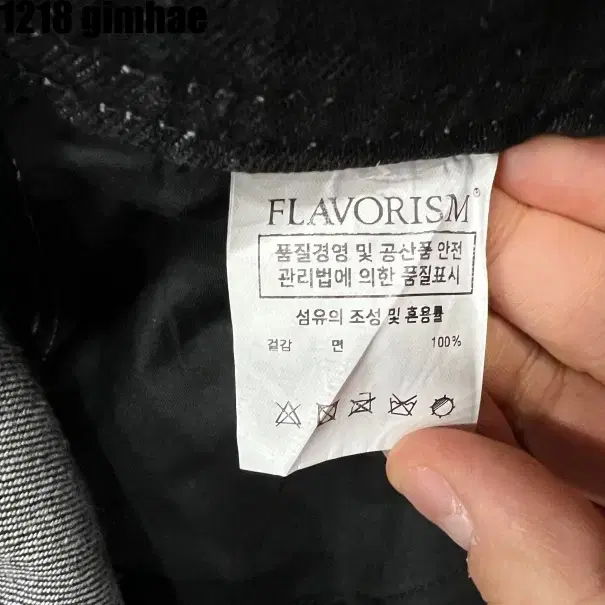 1218 gimhae
FLAVORISM®
품질경영 및 공산품 안전
관리법에 의한 품질표시
섬유의 조성 및 혼용률
겉감 면 100%